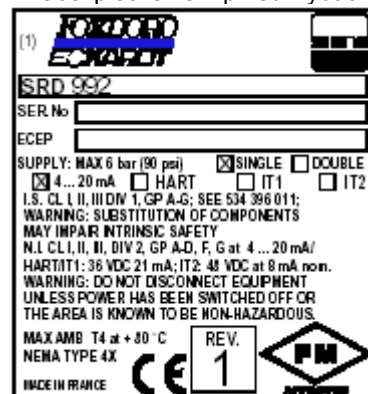 (1) FOXBORO
ECKARDT
SRD 992
SER.No
ECEP
SUPPLY: MAX 6 bar (90 psi) SINGLE DOUBLE
4 ... 20 mA HART IT1 IT2
I.S. CL I, II, III DIV 1, GP A-G; SEE 534 396 011;
WARNING: SUBSTITUTION OF COMPONENTS
MAY IMPAIR INTRINSIC SAFETY
N.I. CL I, II, III, DIV 2, GP A-D, F, G at 4 ... 20 mA/
HART/IT1: 36 VDC 21 mA; IT2: 48 VDC at 8 mA nom.
WARNING: DO NOT DISCONNECT EQUIPMENT
UNLESS POWER HAS BEEN SWITCHED OFF OR
THE AREA IS KNOWN TO BE NON-HAZARDOUS.
MAX AMB T4 at + 80 °C
NEMA TYPE 4X
MADE IN FRANCE
CE
REV.
1
FM